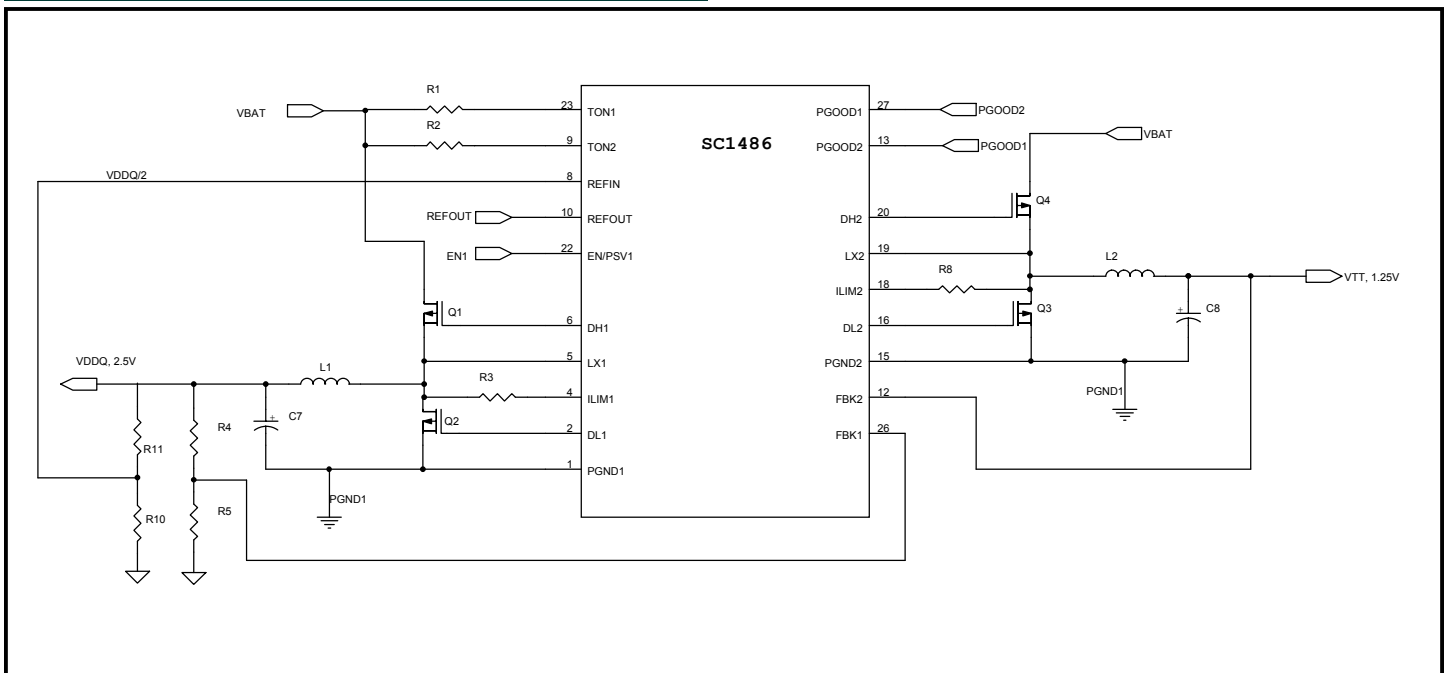 R1
VBAT
23
TON1
27
PGOOD1
PGOOD2
R2
SC1486
VBAT
9
TON2
13
PGOOD2
PGOOD1
VDDQ/2
8
REFIN
Q4
REFOUT
10
REFOUT
20
DH2
EN1
22
EN/PSV1
19
LX2
L2
R8
18
ILIM2
VTT, 1.25V
Q1
Q3
C8
6
DH1
16
DL2
VDDQ, 2.5V
L1
5
LX1
15
PGND2
R3
PGND1
4
ILIM1
12
FBK2
C7
Q2
R4
2
DL1
26
FBK1
R11
1
PGND1
PGND1
R10
R5